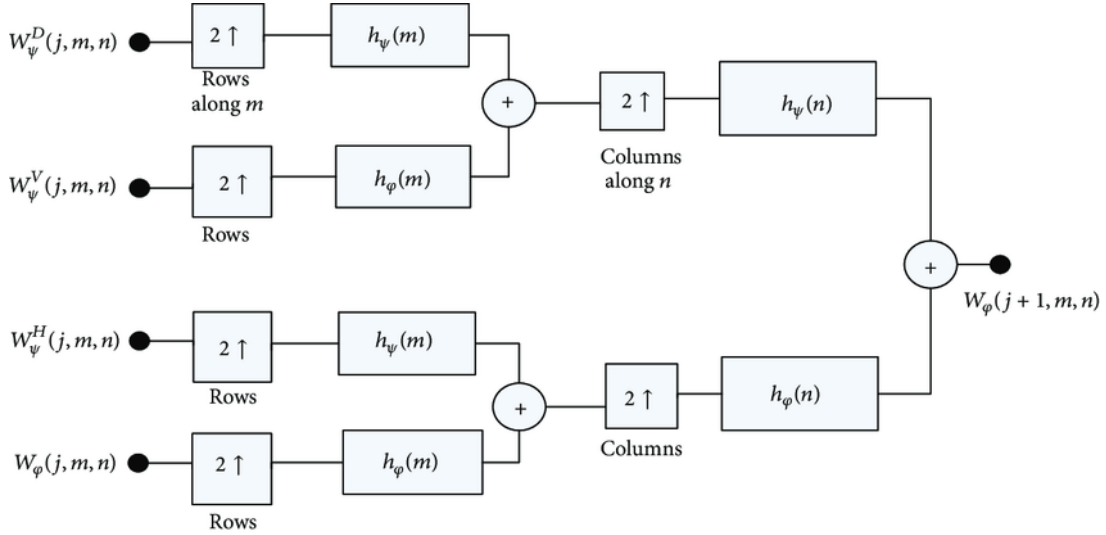 W_ψ^D(j, m, n)
2 ↑
h_ψ(m)
Rows
along m
+
2 ↑
h_ψ(n)
Columns
along n
W_ψ^V(j, m, n)
2 ↑
h_φ(m)
Rows
+
W_φ(j + 1, m, n)
W_ψ^H(j, m, n)
2 ↑
h_ψ(m)
Rows
+
2 ↑
h_φ(n)
Columns
W_φ(j, m, n)
2 ↑
h_φ(m)
Rows